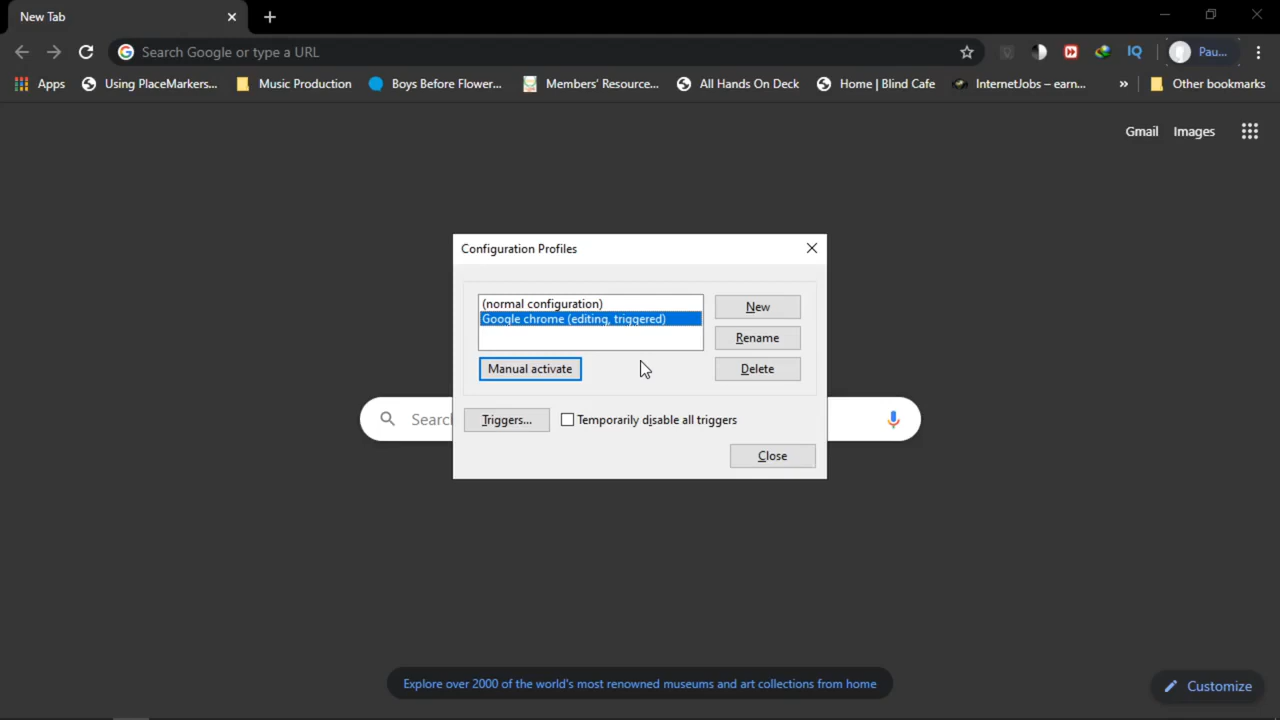 New Tab
Search Google or type a URL
IQ
Pau...
Apps
Using PlaceMarkers...
Music Production
Boys Before Flower...
Members' Resource...
All Hands On Deck
Home | Blind Cafe
InternetJobs – earn...
»
Other bookmarks
Gmail
Images
Configuration Profiles
(normal configuration)
Google chrome (editing, triggered)
New
Rename
Manual activate
Delete
Searc
Triggers...
Temporarily disable all triggers
Close
Explore over 2000 of the world's most renowned museums and art collections from home
Customize